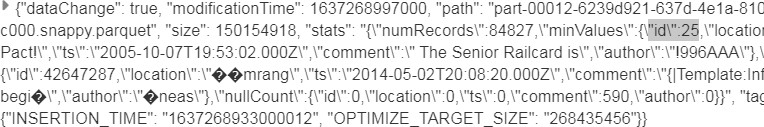 {"dataChange": true, "modificationTime": 1637268997000, "path": "part-00012-6239d921-637d-4e1a-810
c000.snappy.parquet", "size": 150154918, "stats": "{\"numRecords\":84827,\"minValues\":{\"id\":25,\"locatio
Pact!\",\"ts\":\"2005-10-07T19:53:02.000Z\",\"comment\":\" The Senior Railcard is\",\"author\":\"!996AAA\"},\
{\"id\":42647287,\"location\":\"��mrang\",\"ts\":\"2014-05-02T20:08:20.000Z\",\"comment\":\"{|Template:Inf
begi�\",\"author\":\"�neas\"},\"nullCount\":{\"id\":0,\"location\":0,\"ts\":0,\"comment\":590,\"author\":0}}", "tag
{"INSERTION_TIME": "1637268933000012", "OPTIMIZE_TARGET_SIZE": "268435456"}}